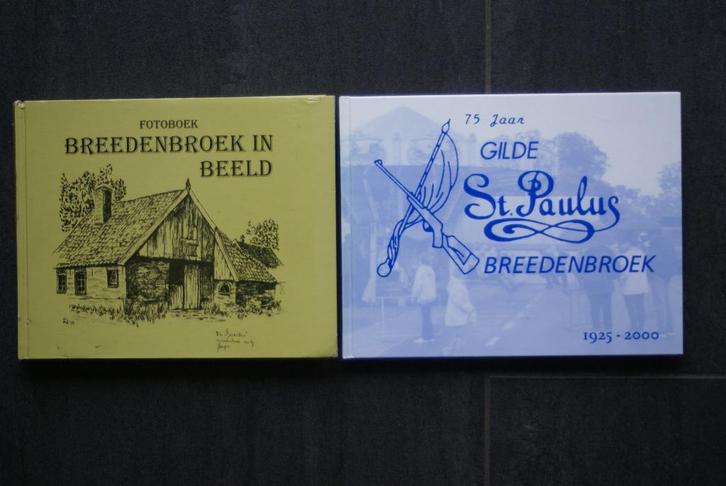 FOTOBOEK
BREEDENBROEK IN
BEELD
75 Jaar
GILDE
St. Paulus
BREEDENBROEK
1925 - 2000